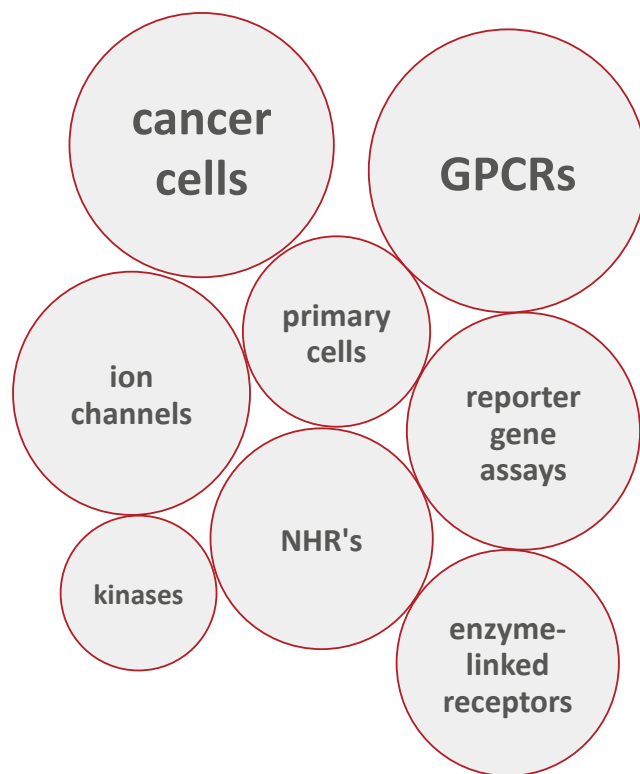 cancer
cells
GPCRs
primary
cells
ion
channels
reporter
gene
assays
NHR's
kinases
enzyme-
linked
receptors